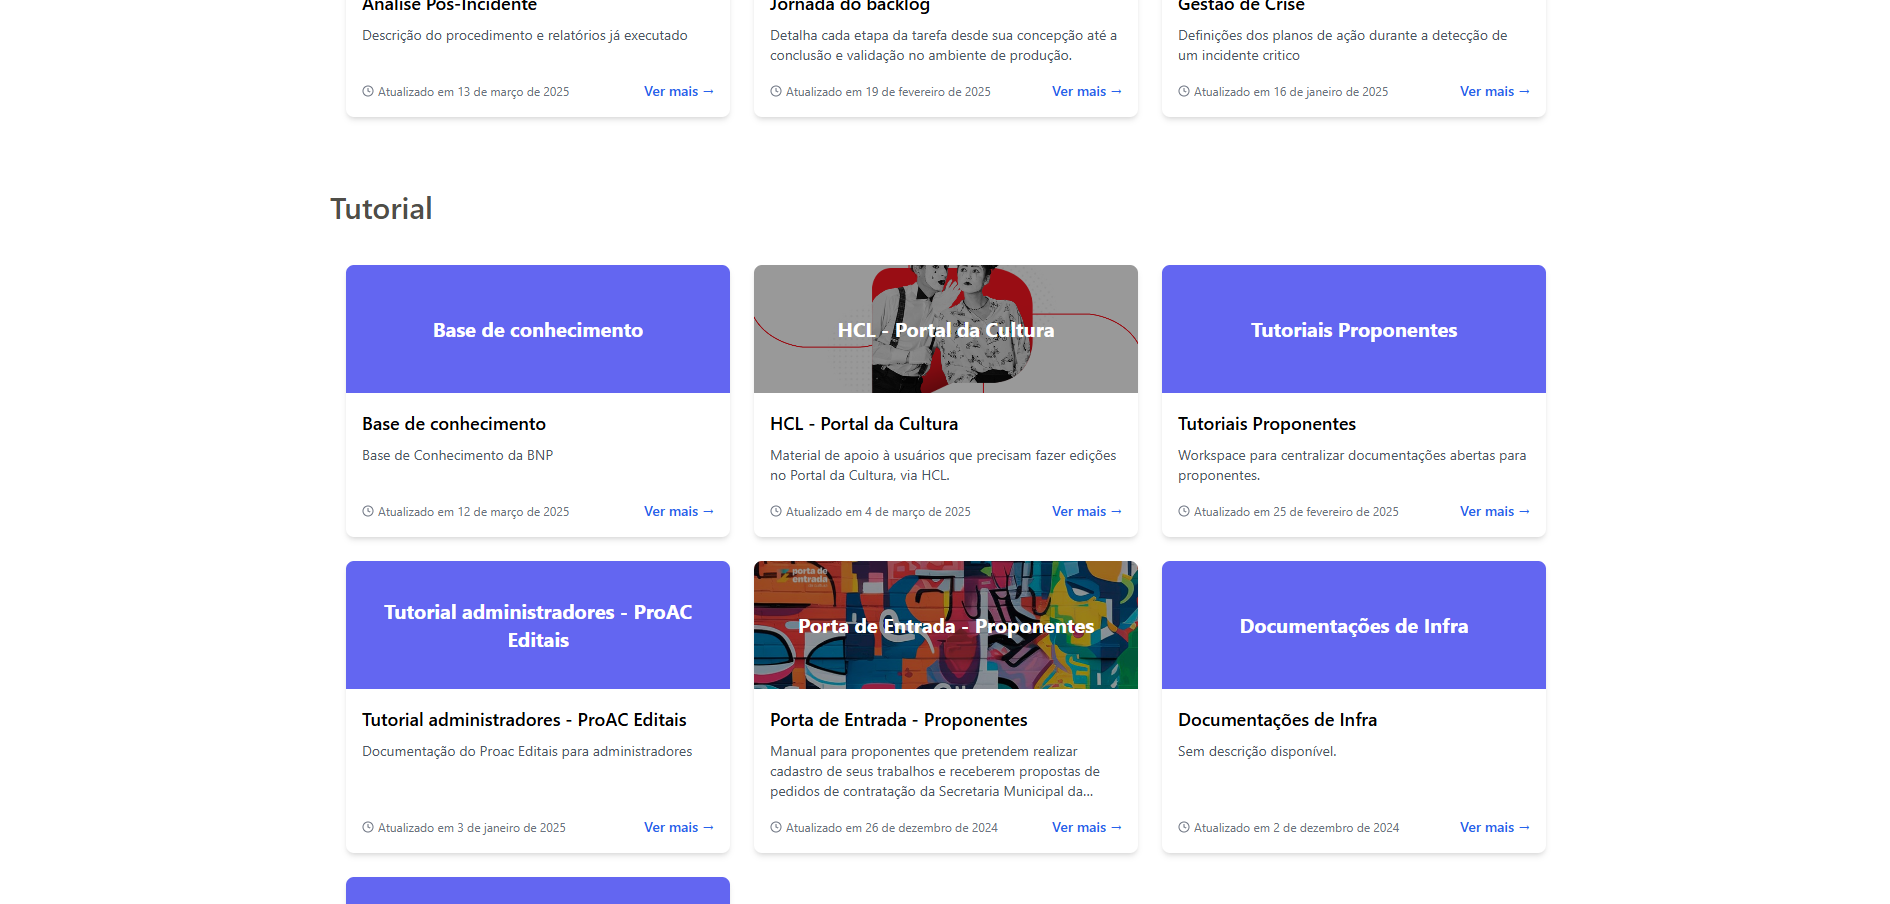 Análise Pós-Incidente
Jornada do backlog
Gestão de Crise
Descrição do procedimento e relatórios já executado
Detalha cada etapa da tarefa desde sua concepção até a
conclusão e validação no ambiente de produção.
Definições dos planos de ação durante a detecção de
um incidente critico
Atualizado em 13 de março de 2025
Ver mais →
Atualizado em 19 de fevereiro de 2025
Ver mais →
Atualizado em 16 de janeiro de 2025
Ver mais →
Tutorial
Base de conhecimento
HCL - Portal da Cultura
Tutoriais Proponentes
Base de conhecimento
Base de Conhecimento da BNP
Atualizado em 12 de março de 2025
Ver mais →
HCL - Portal da Cultura
Material de apoio à usuários que precisam fazer edições
no Portal da Cultura, via HCL.
Atualizado em 4 de março de 2025
Ver mais →
Tutoriais Proponentes
Workspace para centralizar documentações abertas para
proponentes.
Atualizado em 25 de fevereiro de 2025
Ver mais →
Tutorial administradores - ProAC
Editais
porta de
entrada
Porta de Entrada - Proponentes
Documentações de Infra
Tutorial administradores - ProAC Editais
Documentação do Proac Editais para administradores
Atualizado em 3 de janeiro de 2025
Ver mais →
Porta de Entrada - Proponentes
Manual para proponentes que pretendem realizar
cadastro de seus trabalhos e receberem propostas de
pedidos de contratação da Secretaria Municipal da...
Atualizado em 26 de dezembro de 2024
Ver mais →
Documentações de Infra
Sem descrição disponível.
Atualizado em 2 de dezembro de 2024
Ver mais →